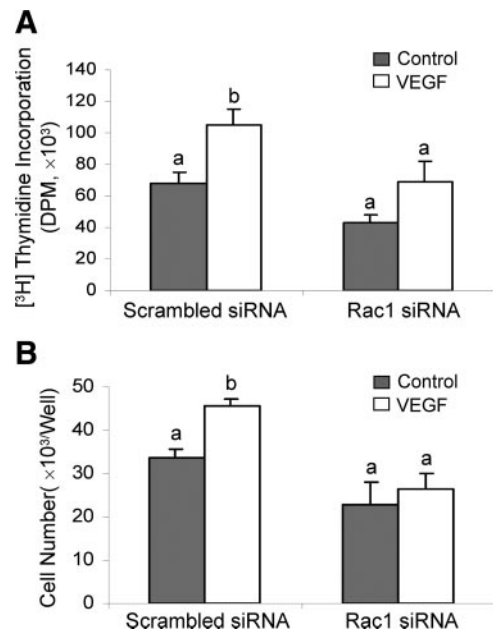 A
Control
VEGF
140
120
100
80
60
40
20
0
[³H] Thymidine Incorporation
(DPM, ×10³)
a
b
a
a
Scrambled siRNA
Rac1 siRNA
B
Control
VEGF
50
40
30
20
10
0
Cell Number( ×10³/Well)
a
b
a
a
Scrambled siRNA
Rac1 siRNA